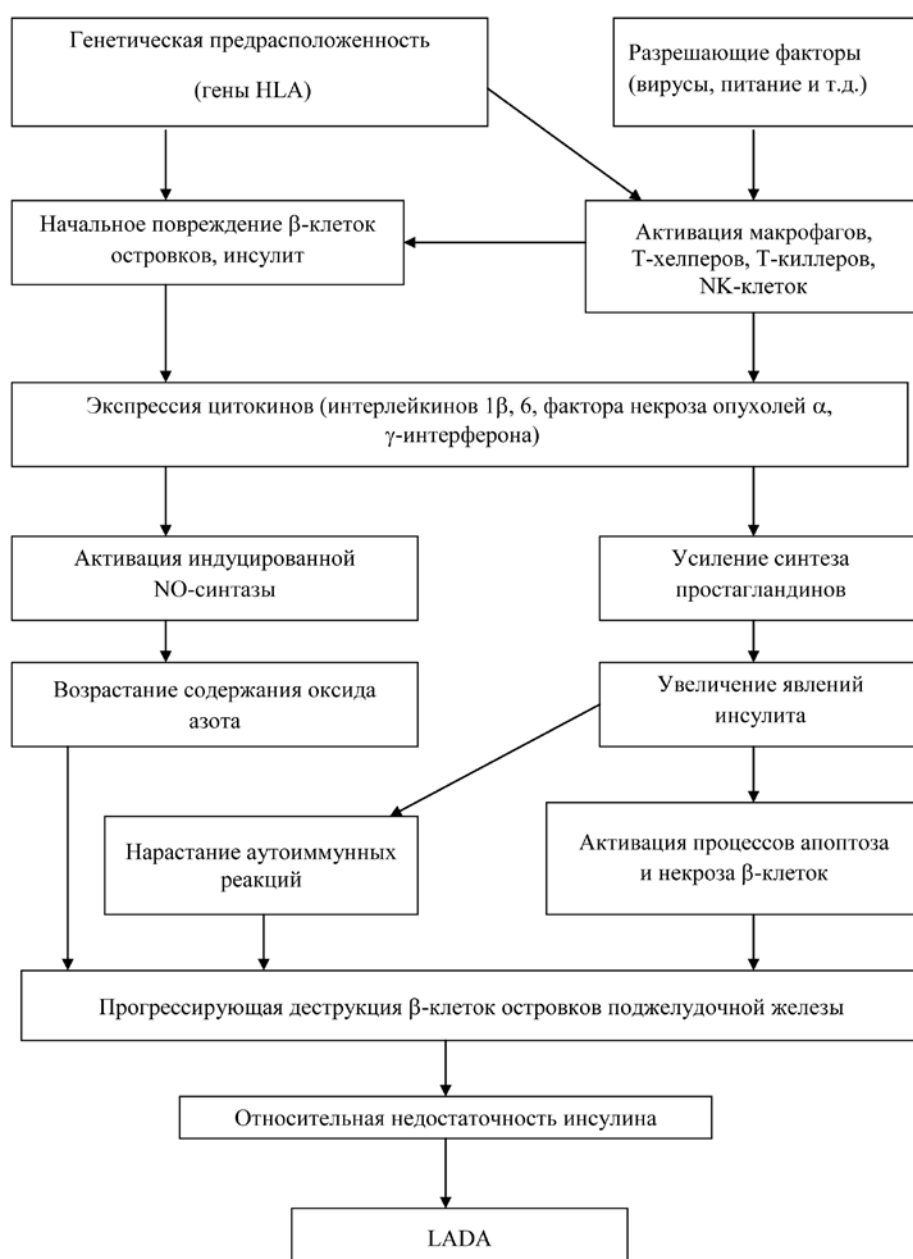 Генетическая предрасположенность
(гены HLA)
Разрешающие факторы
(вирусы, питание и т.д.)
Начальное повреждение β-клеток
островков, инсулит
Активация макрофагов,
Т-хелперов, Т-киллеров,
NK-клеток
Экспрессия цитокинов (интерлейкинов 1β, 6, фактора некроза опухолей α,
γ-интерферона)
Активация индуцированной
NO-синтазы
Усиление синтеза
простагландинов
Возрастание содержания оксида
азота
Увеличение явлений
инсулита
Нарастание аутоиммунных
реакций
Активация процессов апоптоза
и некроза β-клеток
Прогрессирующая деструкция β-клеток островков поджелудочной железы
Относительная недостаточность инсулина
LADA